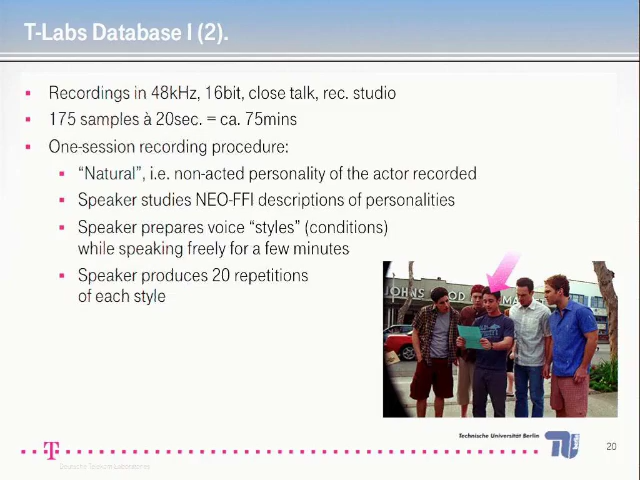 T-Labs Database I (2).
Recordings in 48kHz, 16bit, close talk, rec. studio
175 samples à 20sec. = ca. 75mins
One-session recording procedure:
“Natural”, i.e. non-acted personality of the actor recorded
Speaker studies NEO-FFI descriptions of personalities
Speaker prepares voice “styles” (conditions)
while speaking freely for a few minutes
Speaker produces 20 repetitions
of each style
JOHNS
Technische Universität Berlin
T
20
Deutsche Telekom Laboratories